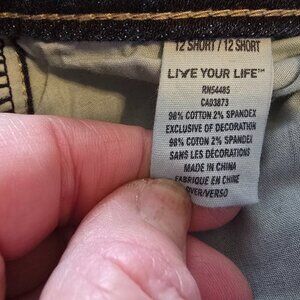 12 SHORT / 12 SHORT
LIVE YOUR LIFE™
RN54485
CA03873
98% COTTON 2% SPANDEX
EXCLUSIVE OF DECORATION
98% COTON 2% SPANDEX
SANS LES DÉCORATIONS
MADE IN CHINA
FABRIQUE EN CHINE
OVER/VERSO